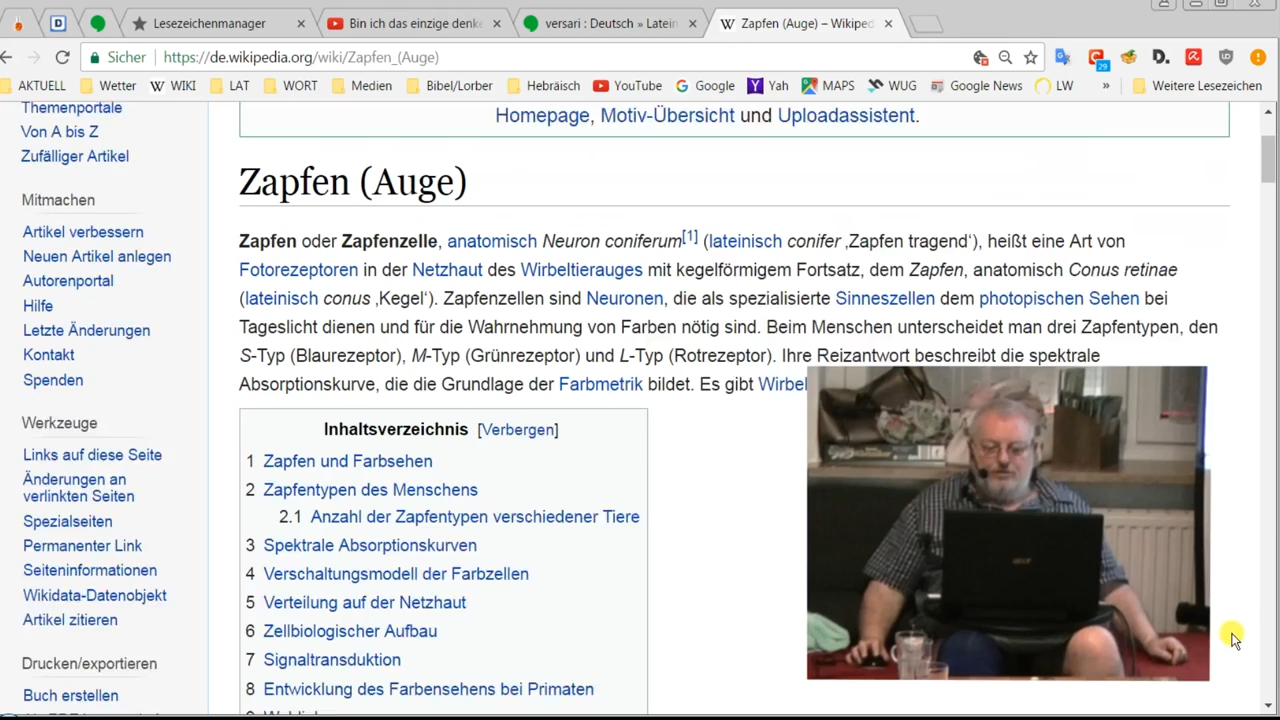 Lesezeichenmanager
Bin ich das einzige denke
versari : Deutsch » Latein
Zapfen (Auge) – Wikiped
Sicher https://de.wikipedia.org/wiki/Zapfen_(Auge)
29
AKTUELL Wetter WIKI LAT WORT Medien Bibel/Lorber Hebräisch YouTube Google Yah MAPS WUG Google News LW » Weitere Lesezeichen
Themenportale
Von A bis Z
Zufälliger Artikel
Mitmachen
Artikel verbessern
Neuen Artikel anlegen
Autorenportal
Hilfe
Letzte Änderungen
Kontakt
Spenden
Werkzeuge
Links auf diese Seite
Änderungen an
verlinkten Seiten
Spezialseiten
Permanenter Link
Seiteninformationen
Wikidata-Datenobjekt
Artikel zitieren
Drucken/exportieren
Buch erstellen
Homepage, Motiv-Übersicht und Uploadassistent.
Zapfen (Auge)
Zapfen oder Zapfenzelle, anatomisch Neuron coniferum[1] (lateinisch conifer ‚Zapfen tragend‘), heißt eine Art von
Fotorezeptoren in der Netzhaut des Wirbeltierauges mit kegelförmigem Fortsatz, dem Zapfen, anatomisch Conus retinae
(lateinisch conus ‚Kegel‘). Zapfenzellen sind Neuronen, die als spezialisierte Sinneszellen dem photopischen Sehen bei
Tageslicht dienen und für die Wahrnehmung von Farben nötig sind. Beim Menschen unterscheidet man drei Zapfentypen, den
S-Typ (Blaurezeptor), M-Typ (Grünrezeptor) und L-Typ (Rotrezeptor). Ihre Reizantwort beschreibt die spektrale
Absorptionskurve, die die Grundlage der Farbmetrik bildet. Es gibt Wirbel
Inhaltsverzeichnis [Verbergen]
1 Zapfen und Farbsehen
2 Zapfentypen des Menschens
2.1 Anzahl der Zapfentypen verschiedener Tiere
3 Spektrale Absorptionskurven
4 Verschaltungsmodell der Farbzellen
5 Verteilung auf der Netzhaut
6 Zellbiologischer Aufbau
7 Signaltransduktion
8 Entwicklung des Farbensehens bei Primaten
acer